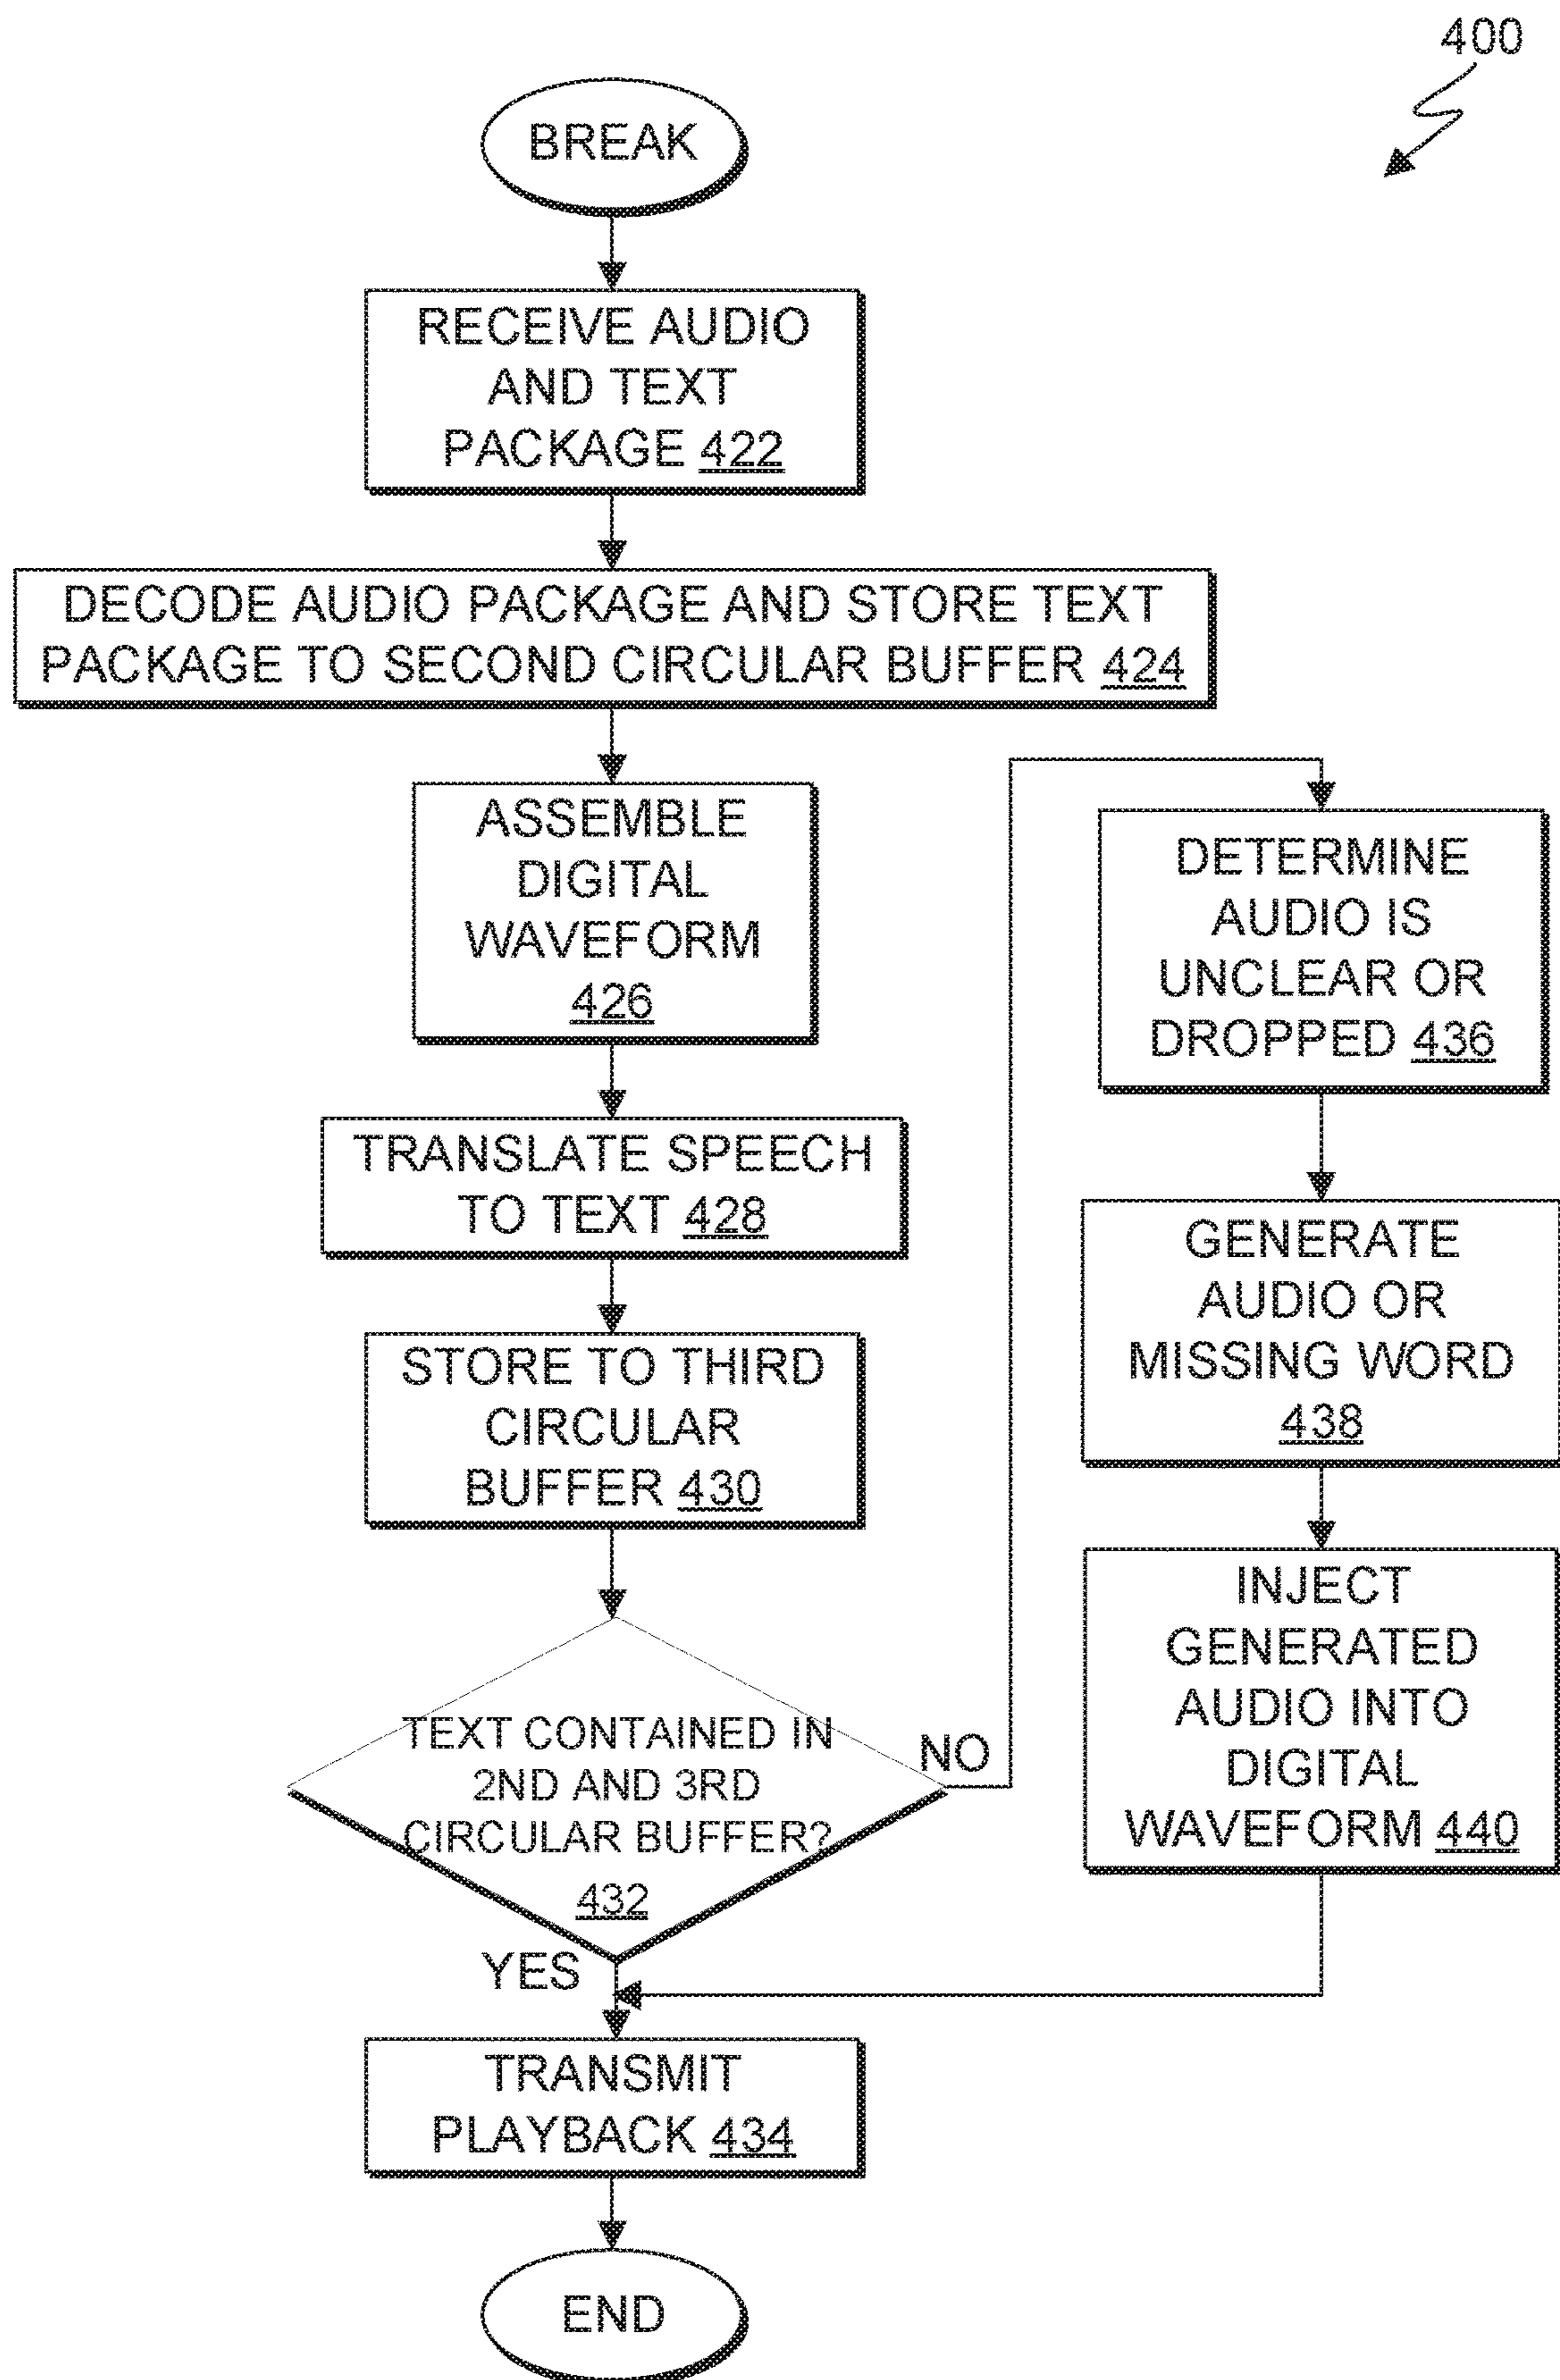 400
BREAK
RECEIVE AUDIO
AND TEXT
PACKAGE 422
DECODE AUDIO PACKAGE AND STORE TEXT
PACKAGE TO SECOND CIRCULAR BUFFER 424
ASSEMBLE
DIGITAL
WAVEFORM
426
TRANSLATE SPEECH
TO TEXT 428
STORE TO THIRD
CIRCULAR
BUFFER 430
TEXT CONTAINED IN
2ND AND 3RD
CIRCULAR BUFFER?
432
NO
YES
DETERMINE
AUDIO IS
UNCLEAR OR
DROPPED 436
GENERATE
AUDIO OR
MISSING WORD
438
INJECT
GENERATED
AUDIO INTO
DIGITAL
WAVEFORM 440
TRANSMIT
PLAYBACK 434
END